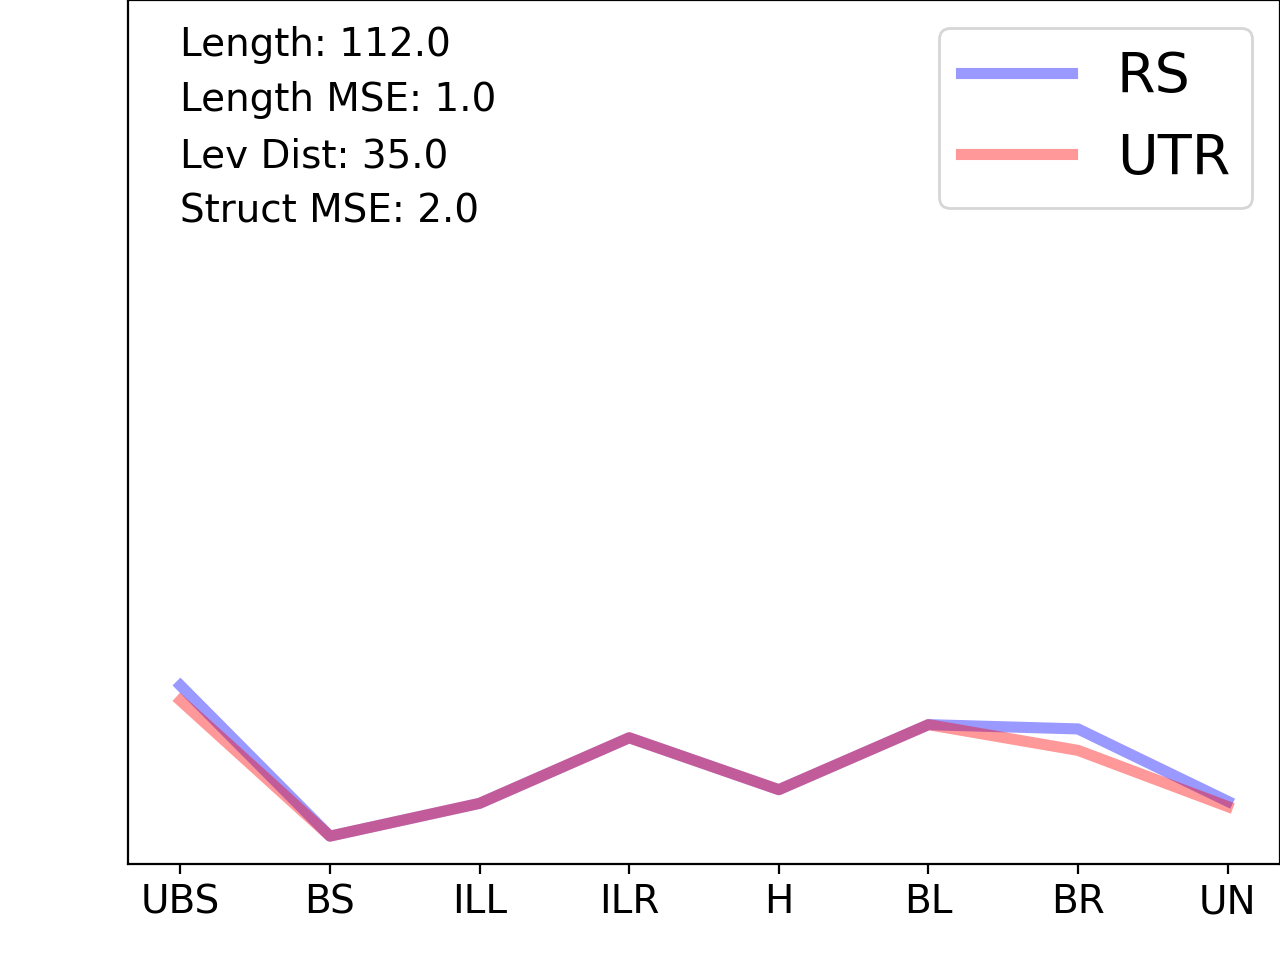 Length: 112.0
Length MSE: 1.0
Lev Dist: 35.0
Struct MSE: 2.0
RS
UTR
UBS BS ILL ILR H BL BR UN